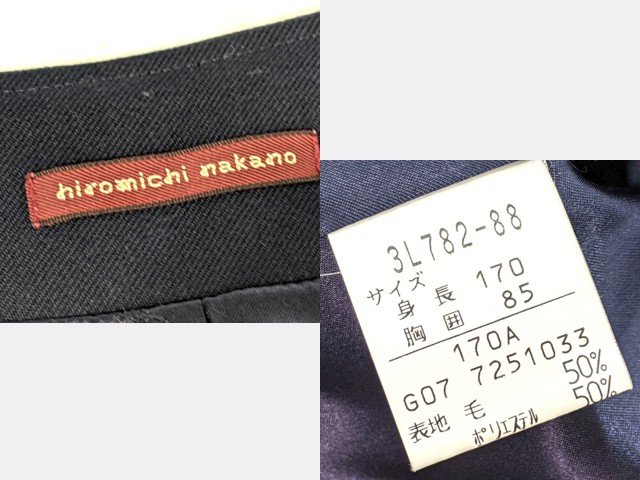 hiromichi nakano
3L782-88
サイズ
身長 170
胸囲 85
170A
G07 7251033
表地 毛 50%
ポリエステル 50%